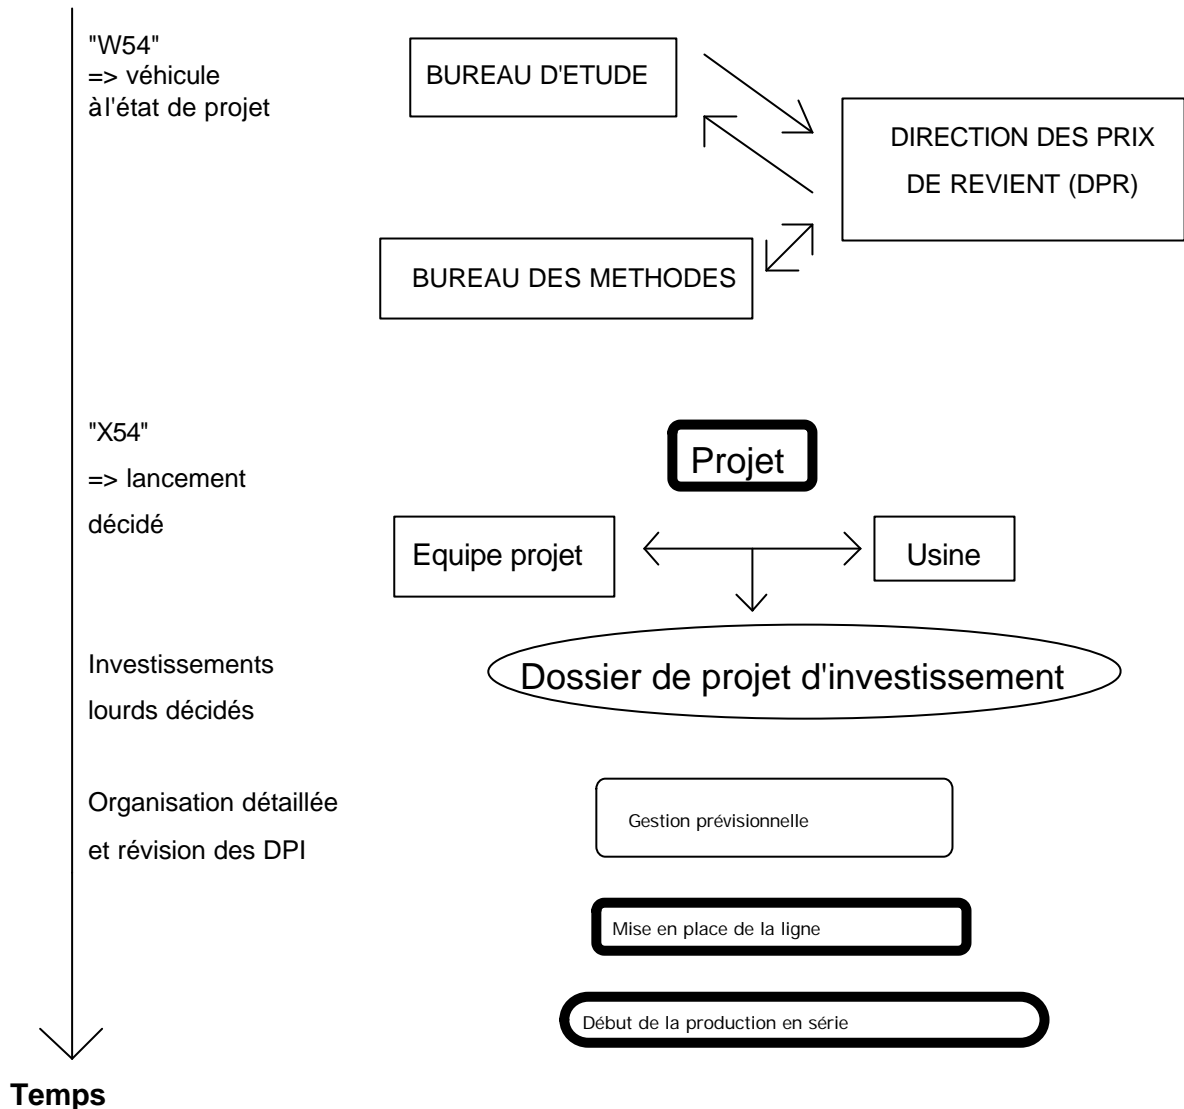 "W54"
=> véhicule
àl'état de projet
BUREAU D'ETUDE
DIRECTION DES PRIX
DE REVIENT (DPR)
BUREAU DES METHODES
"X54"
=> lancement
décidé
Projet
Equipe projet
Usine
Investissements
lourds décidés
Dossier de projet d'investissement
Organisation détaillée
et révision des DPI
Gestion prévisionnelle
Mise en place de la ligne
Début de la production en série
Temps